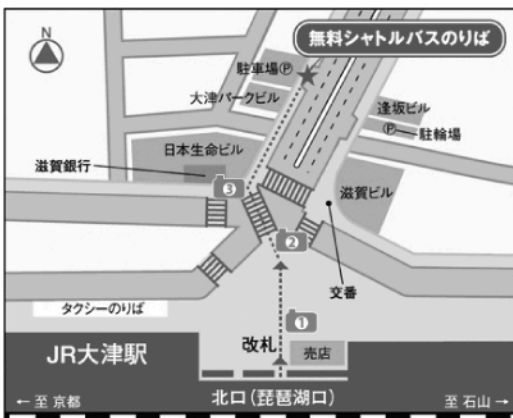 N
無料シャトルバスのりば
駐車場Ⓟ
大津パークビル
逢坂ビル
Ⓟ
駐輪場
日本生命ビル
滋賀銀行
❸
滋賀ビル
❷
交番
タクシーのりば
❶
改札
売店
JR大津駅
北口(琵琶湖口)
← 至 京都
至 石山 →